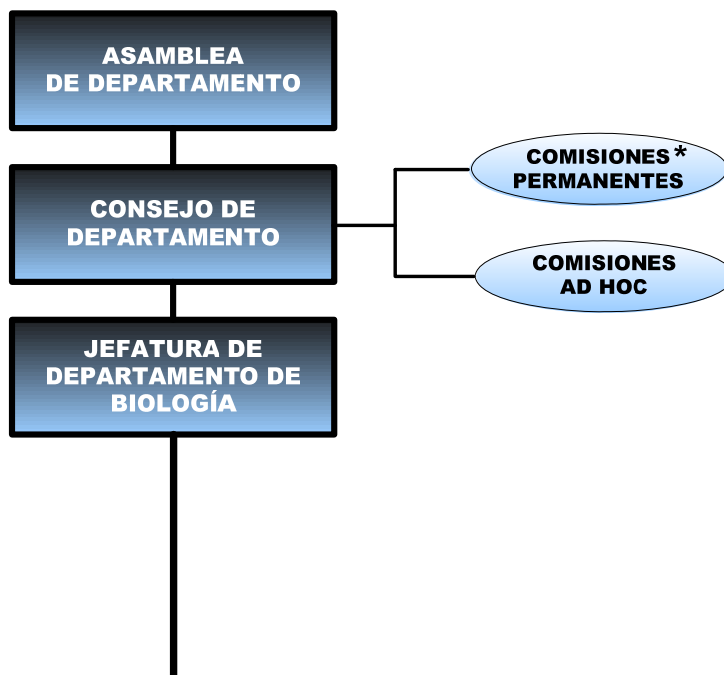 ASAMBLEA
DE DEPARTAMENTO
CONSEJO DE
DEPARTAMENTO
COMISIONES *
PERMANENTES
COMISIONES
AD HOC
JEFATURA DE
DEPARTAMENTO DE
BIOLOGÍA